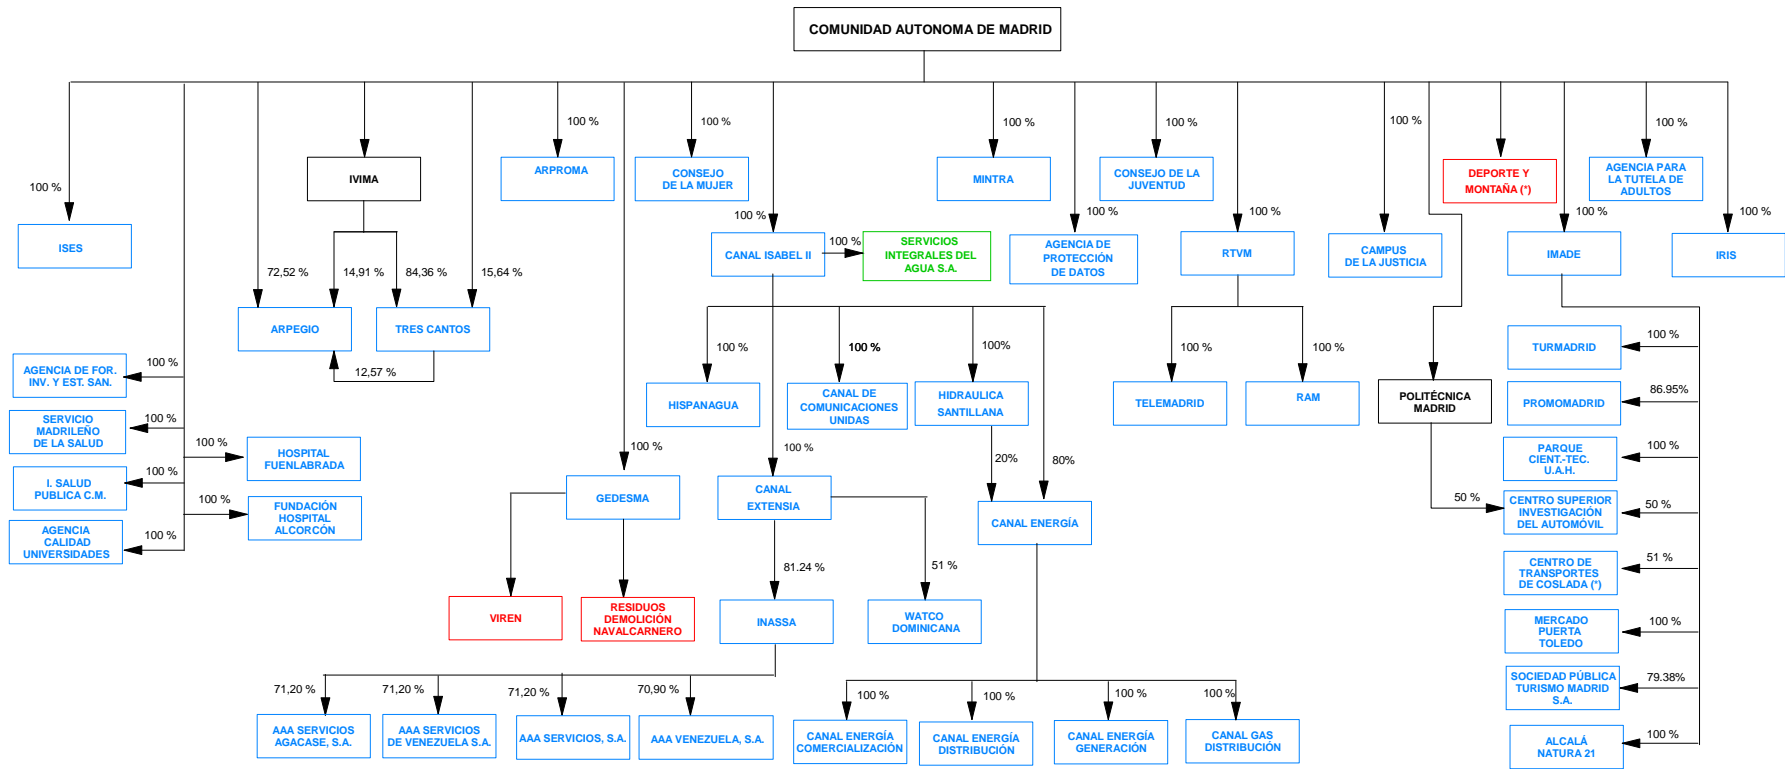 COMUNIDAD AUTONOMA DE MADRID
100 %
100 %
100 %
100 %
100 %
100 %
100 %
IVIMA
ARPROMA
CONSEJO
DE LA MUJER
MINTRA
CONSEJO DE LA
JUVENTUD
DEPORTE Y
MONTAÑA (*)
AGENCIA PARA
LA TUTELA DE
ADULTOS
100 %
100 %
100 %
100 %
100 %
100 %
ISES
CANAL ISABEL II
100 %
SERVICIOS
INTEGRALES DEL
AGUA S.A.
AGENCIA DE
PROTECCIÓN
DE DATOS
RTVM
CAMPUS
DE LA JUSTICIA
IMADE
IRIS
72,52 %
14,91 %
84,36 %
15,64 %
ARPEGIO
TRES CANTOS
12,57 %
100 %
100 %
100%
100 %
100 %
100 %
TURMADRID
100 %
AGENCIA DE FOR.
INV. Y EST. SAN.
HISPANAGUA
CANAL DE
COMUNICACIONES
UNIDAS
HIDRAULICA
SANTILLANA
TELEMADRID
RAM
POLITÉCNICA
MADRID
PROMOMADRID
86.95%
SERVICIO
MADRILEÑO
DE LA SALUD
100 %
100 %
HOSPITAL
FUENLABRADA
100 %
100 %
20%
80%
PARQUE
CIENT.-TEC.
U.A.H.
100 %
I. SALUD
PUBLICA C.M.
100 %
100 %
FUNDACIÓN
HOSPITAL
ALCORCÓN
GEDESMA
CANAL
EXTENSIA
CANAL ENERGÍA
50 %
CENTRO SUPERIOR
INVESTIGACIÓN
DEL AUTOMÓVIL
50 %
AGENCIA
CALIDAD
UNIVERSIDADES
100 %
81.24 %
51 %
CENTRO DE
TRANSPORTES
DE COSLADA (*)
51 %
VIREN
RESIDUOS
DEMOLICIÓN
NAVALCARNERO
INASSA
WATCO
DOMINICANA
MERCADO
PUERTA
TOLEDO
100 %
71,20 %
71,20 %
71,20 %
70,90 %
100 %
100 %
100 %
100 %
SOCIEDAD PÚBLICA
TURISMO MADRID
S.A.
79.38%
AAA SERVICIOS
AGACASE, S.A.
AAA SERVICIOS
DE VENEZUELA S.A.
AAA SERVICIOS, S.A.
AAA VENEZUELA, S.A.
CANAL ENERGÍA
COMERCIALIZACIÓN
CANAL ENERGÍA
DISTRIBUCIÓN
CANAL ENERGÍA
GENERACIÓN
CANAL GAS
DISTRIBUCIÓN
ALCALÁ
NATURA 21
100 %